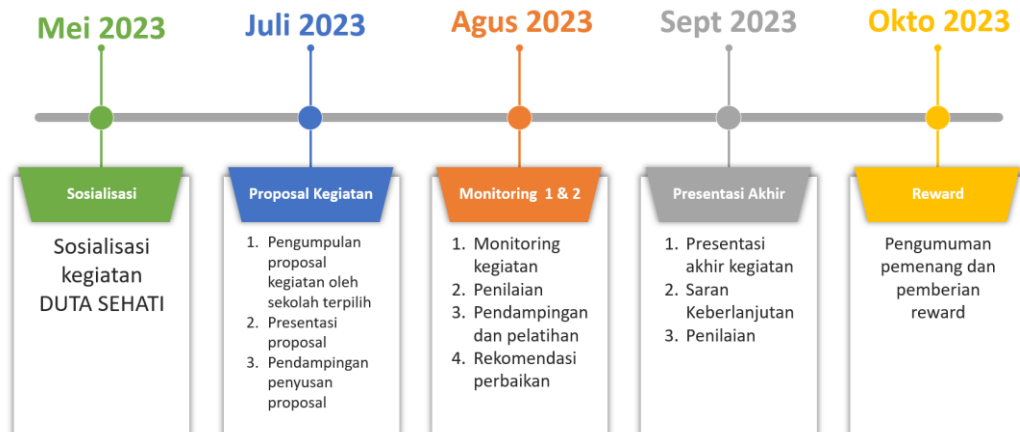 Mei 2023
Juli 2023
Agus 2023
Sept 2023
Okto 2023
Sosialisasi
Sosialisasi
kegiatan
DUTA SEHATI
Proposal Kegiatan
1. Pengumpulan
proposal
kegiatan oleh
sekolah terpilih
2. Presentasi
proposal
3. Pendampingan
penyusan
proposal
Monitoring 1 & 2
1. Monitoring
kegiatan
2. Penilaian
3. Pendampingan
dan pelatihan
4. Rekomendasi
perbaikan
Presentasi Akhir
1. Presentasi
akhir kegiatan
2. Saran
Keberlanjutan
3. Penilaian
Reward
Pengumuman
pemenang dan
pemberian
reward